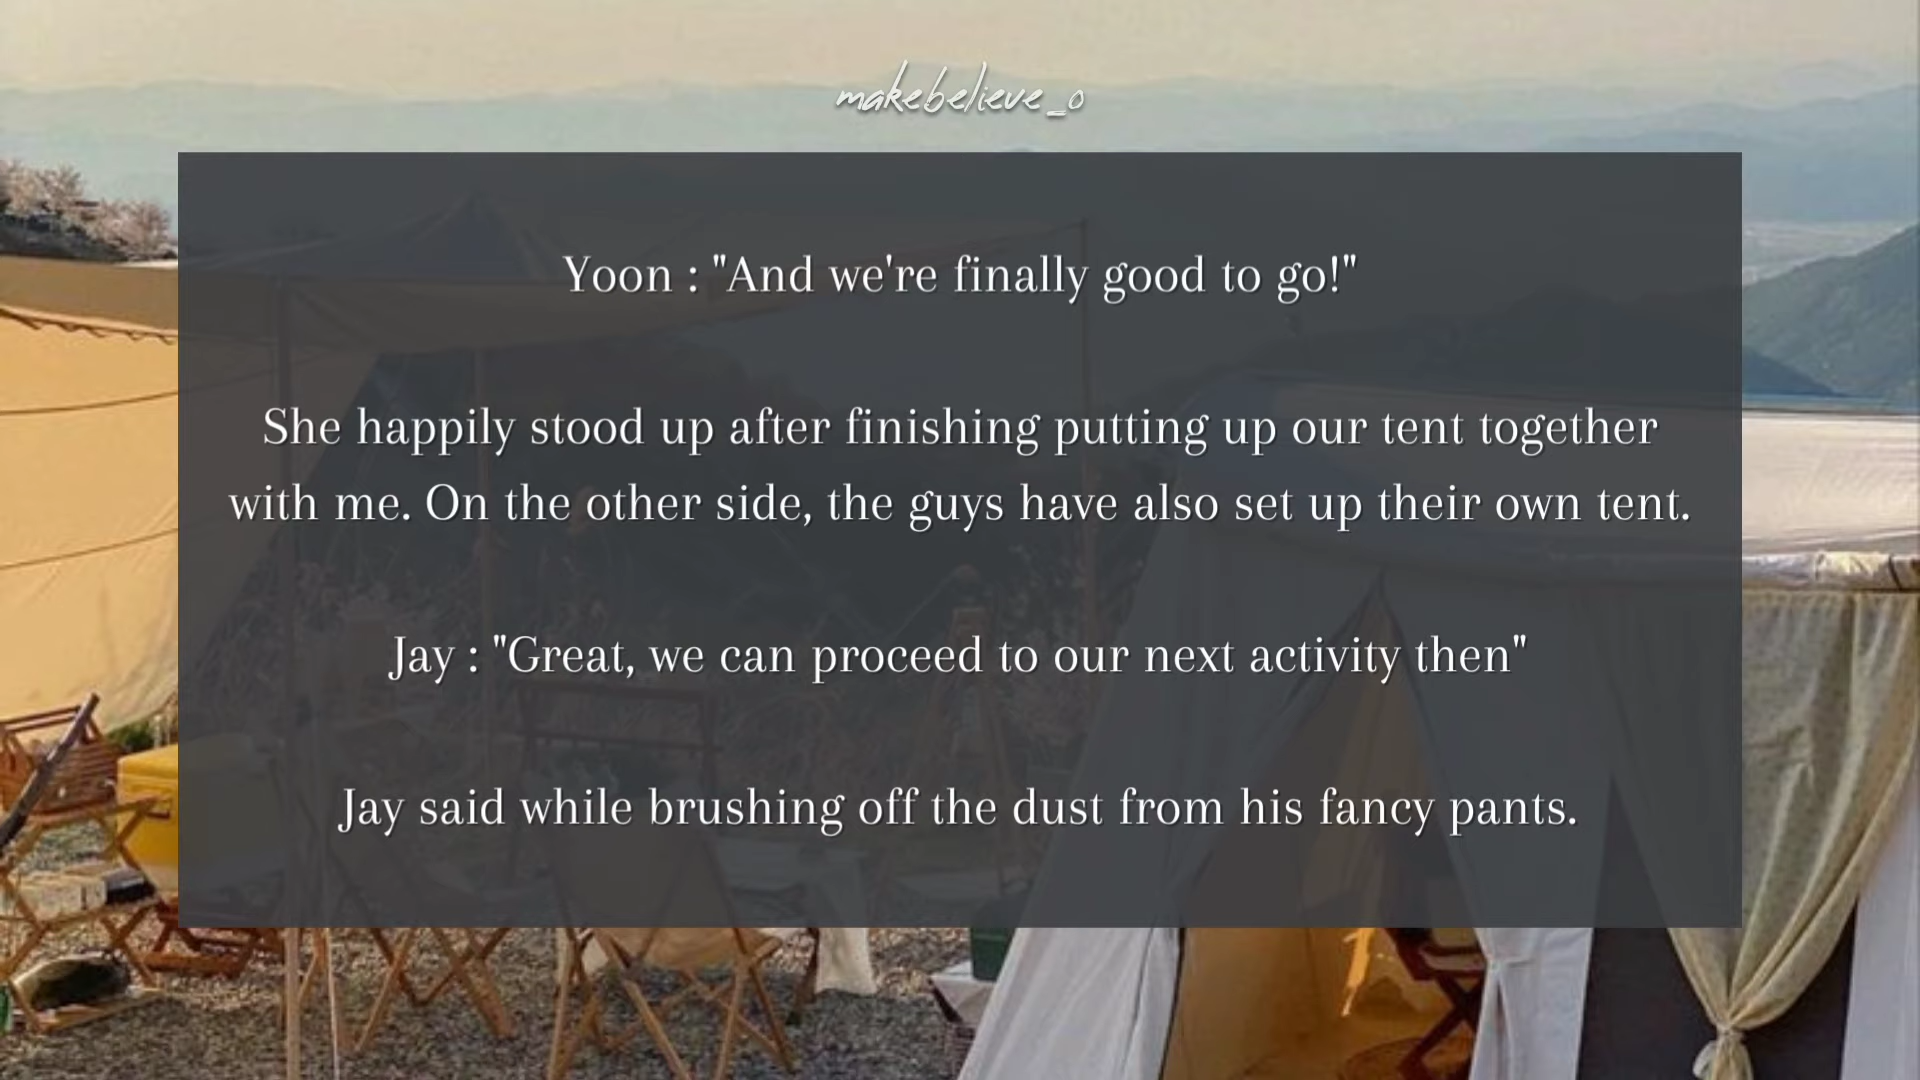 makebelieve_o
Yoon : "And we're finally good to go!"
She happily stood up after finishing putting up our tent together
with me. On the other side, the guys have also set up their own tent.
Jay : "Great, we can proceed to our next activity then"
Jay said while brushing off the dust from his fancy pants.